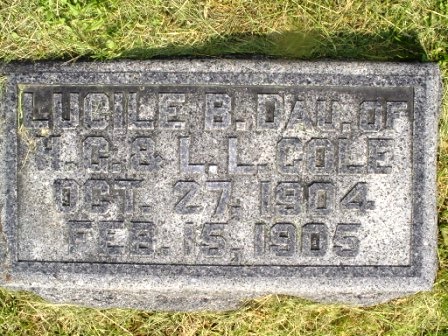 LUCILE B. DAU. OF
H. G. & L. L. COLE
OCT. 27, 1904
FEB. 15, 1905